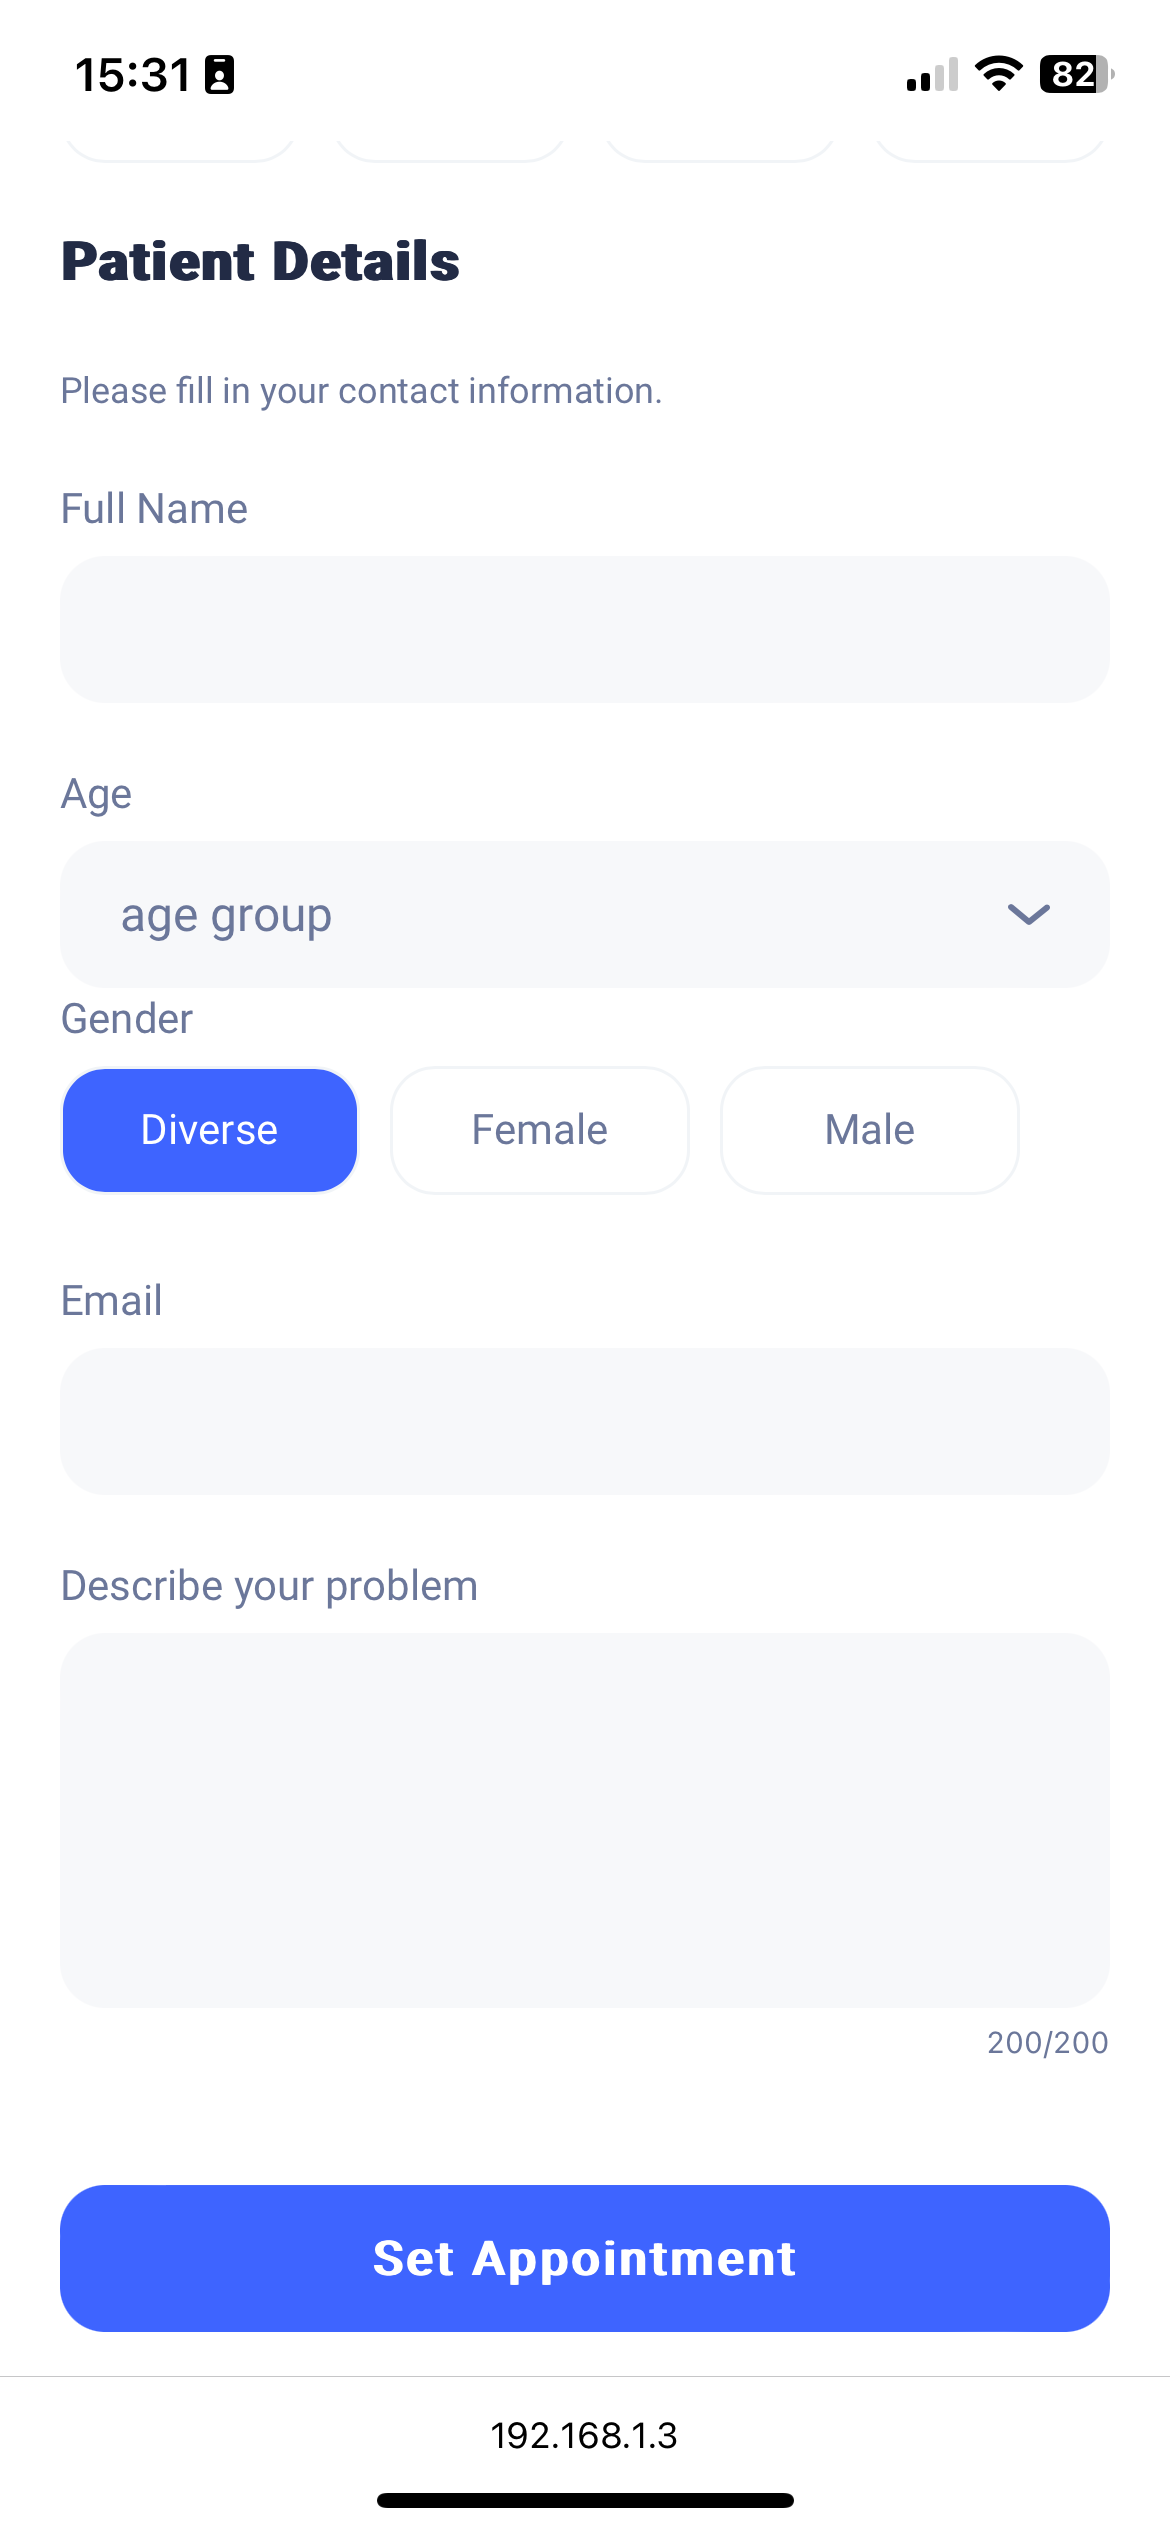 15:31
82
Patient Details
Please fill in your contact information.
Full Name
Age
age group
Gender
Diverse Female Male
Email
Describe your problem
200/200
Set Appointment
192.168.1.3